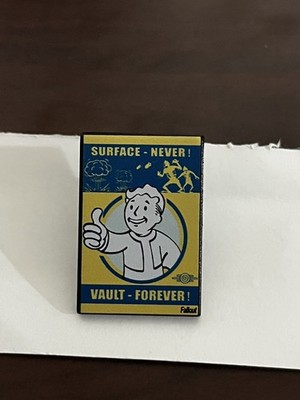 SURFACE - NEVER!
VAULT - FOREVER!
Fallout